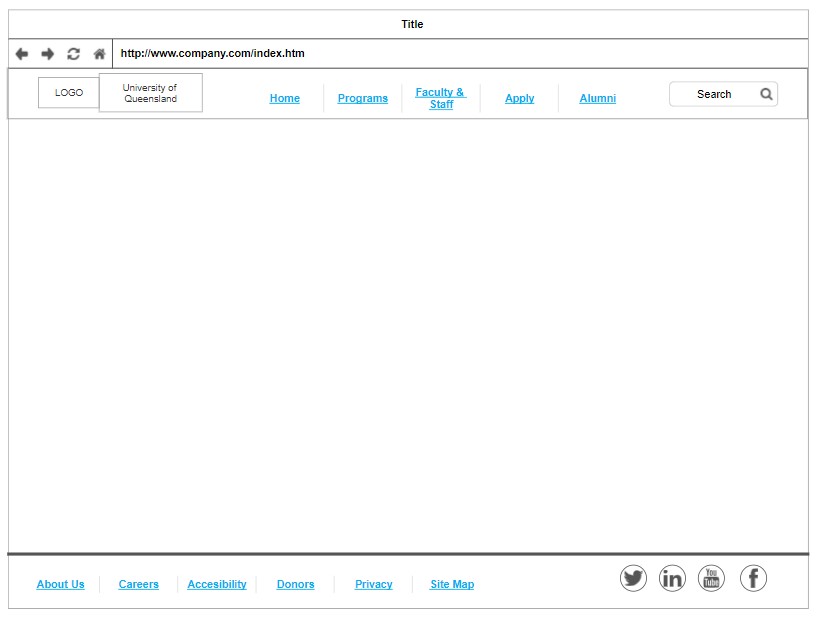 Title
http://www.company.com/index.htm
LOGO
University of
Queensland
Home
Programs
Faculty &
Staff
Apply
Alumni
Search
About Us
Careers
Accesibility
Donors
Privacy
Site Map
in
You
Tube
f